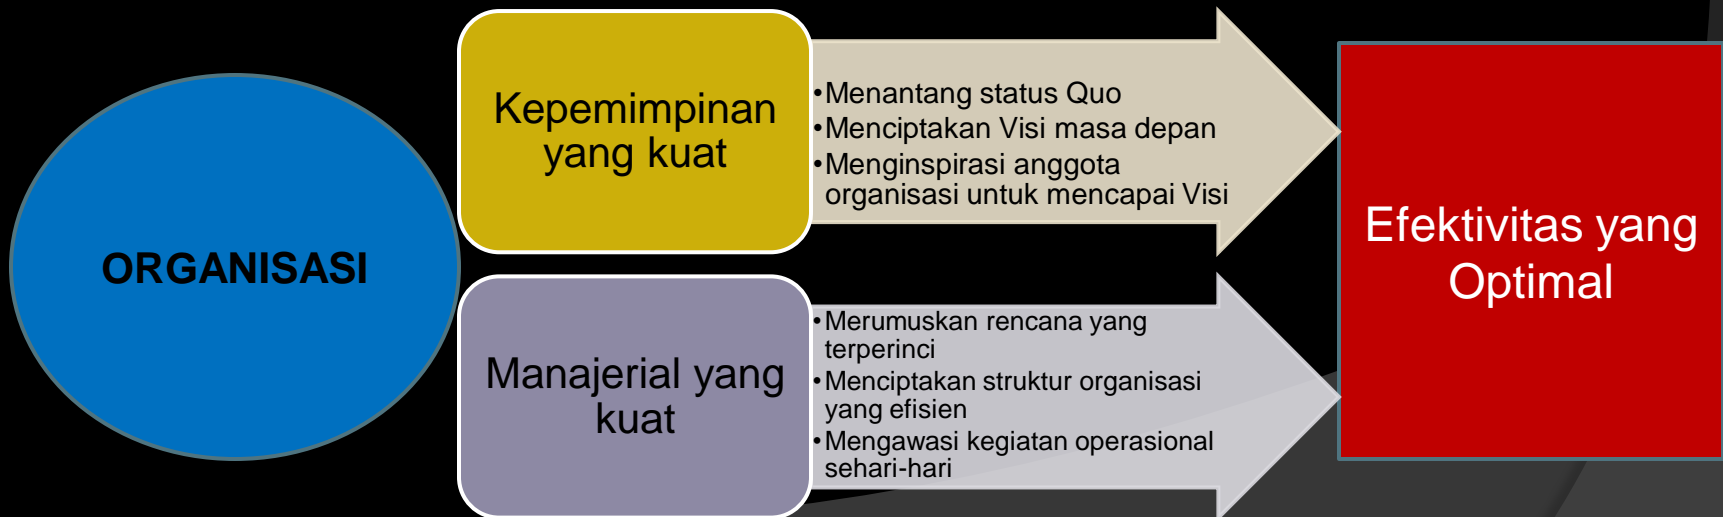 ORGANISASI
Kepemimpinan
yang kuat
•Menantang status Quo
•Menciptakan Visi masa depan
•Menginspirasi anggota
organisasi untuk mencapai Visi
Manajerial yang
kuat
•Merumuskan rencana yang
terperinci
•Menciptakan struktur organisasi
yang efisien
•Mengawasi kegiatan operasional
sehari-hari
Efektivitas yang
Optimal